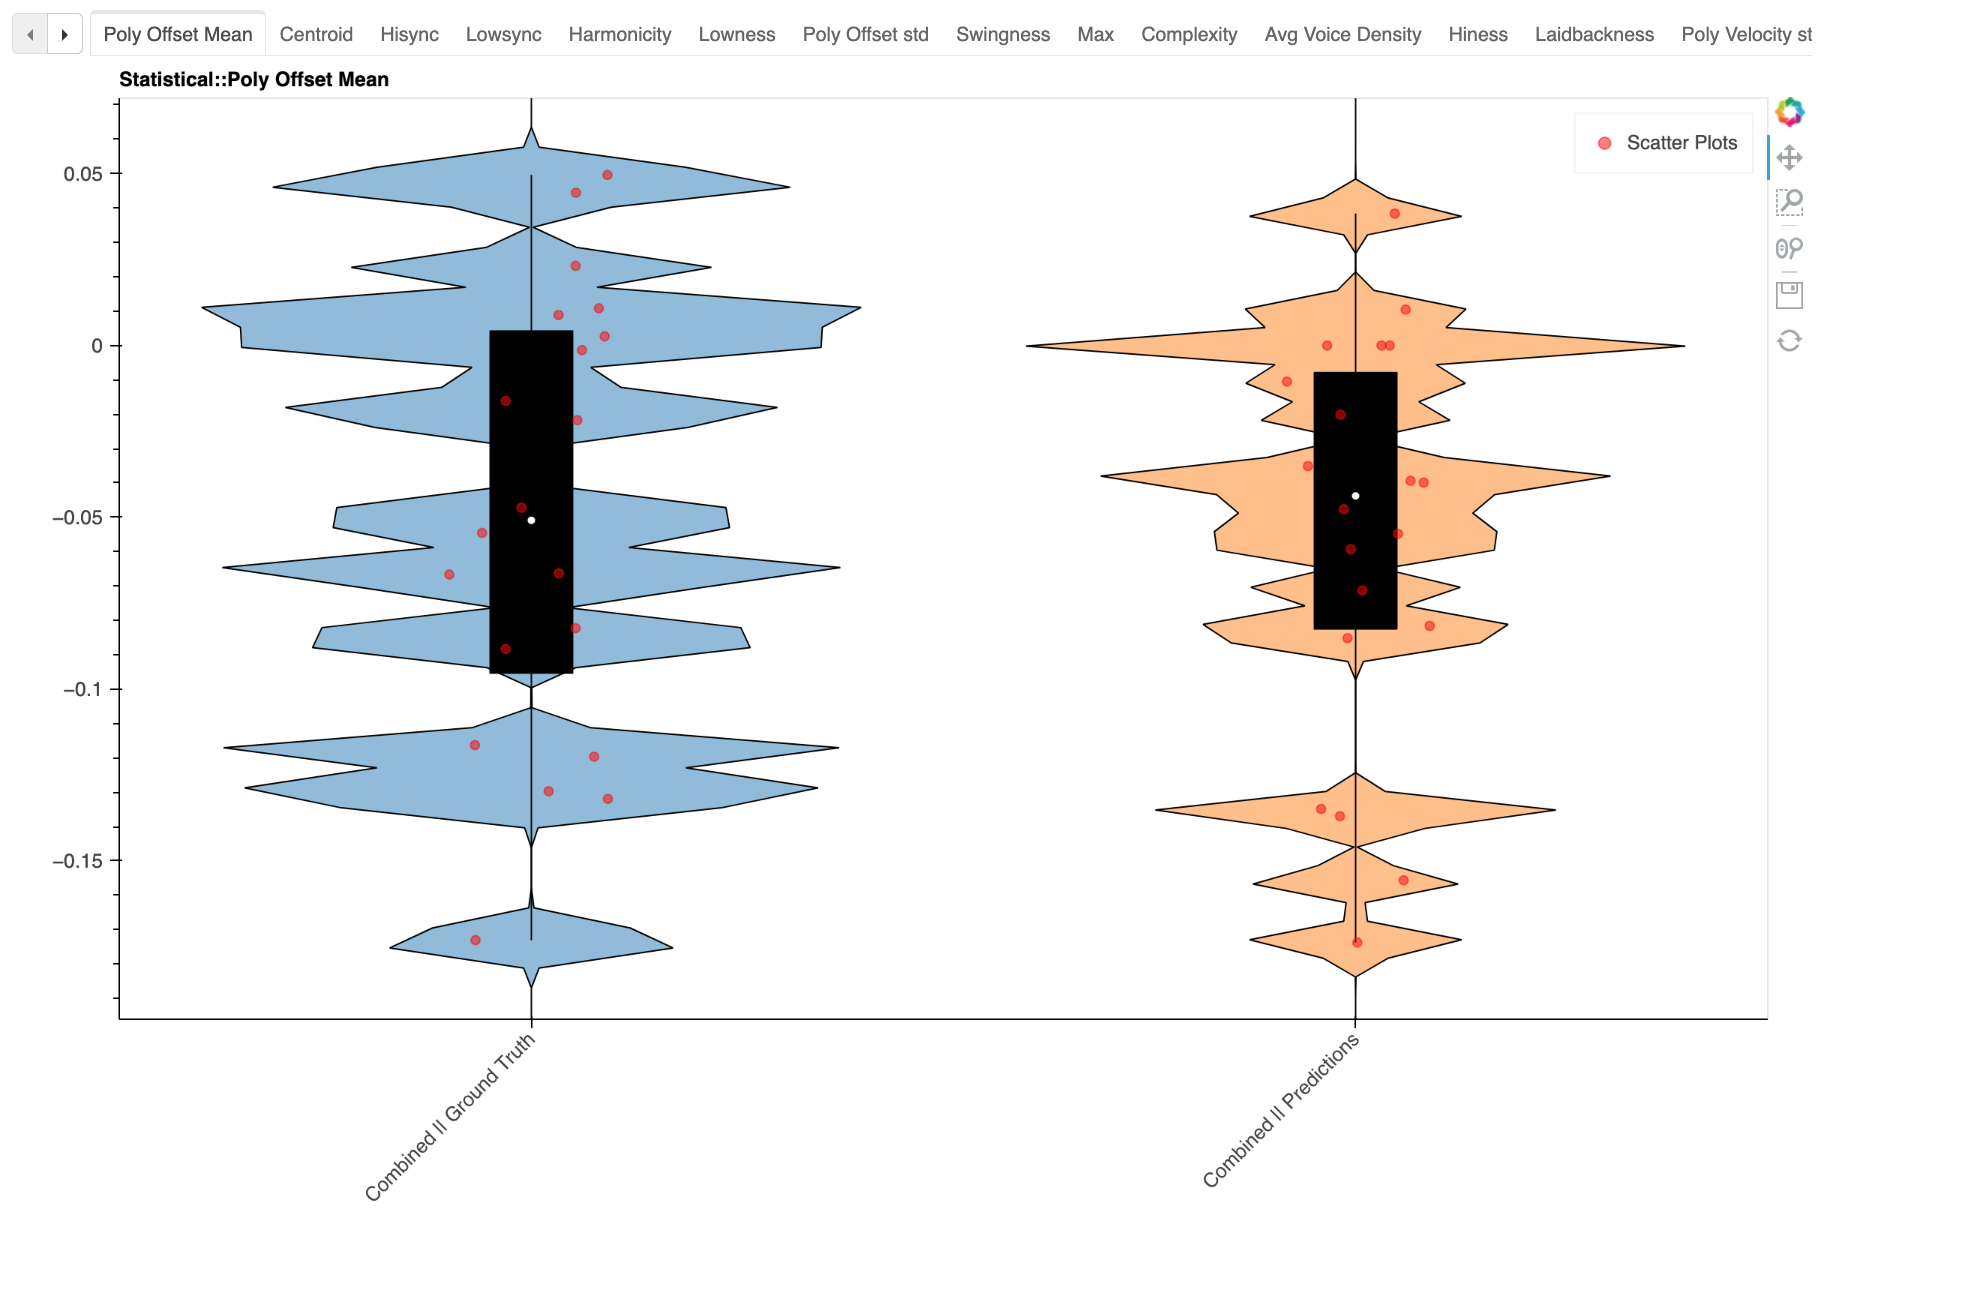 Poly Offset Mean Centroid Hisync Lowsync Harmonicity Lowness Poly Offset std Swingness Max Complexity Avg Voice Density Hiness Laidbackness Poly Velocity st
Statistical::Poly Offset Mean
Scatter Plots
0.05
0
−0.05
−0.1
−0.15
Combined || Ground Truth
Combined || Predictions